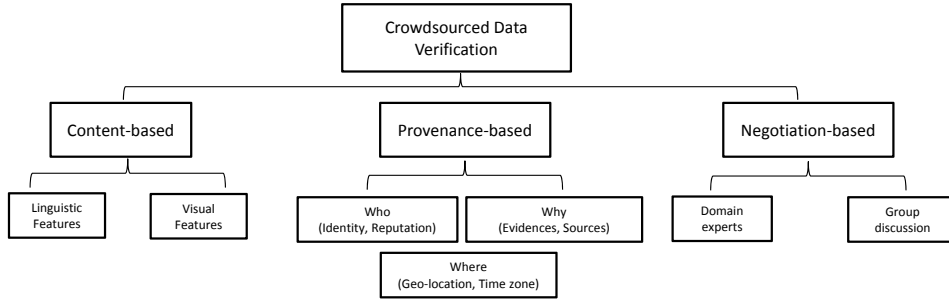 Crowdsourced Data
Verification
Content-based
Provenance-based
Negotiation-based
Linguistic
Features
Visual
Features
Who
(Identity, Reputation)
Why
(Evidences, Sources)
Where
(Geo-location, Time zone)
Domain
experts
Group
discussion